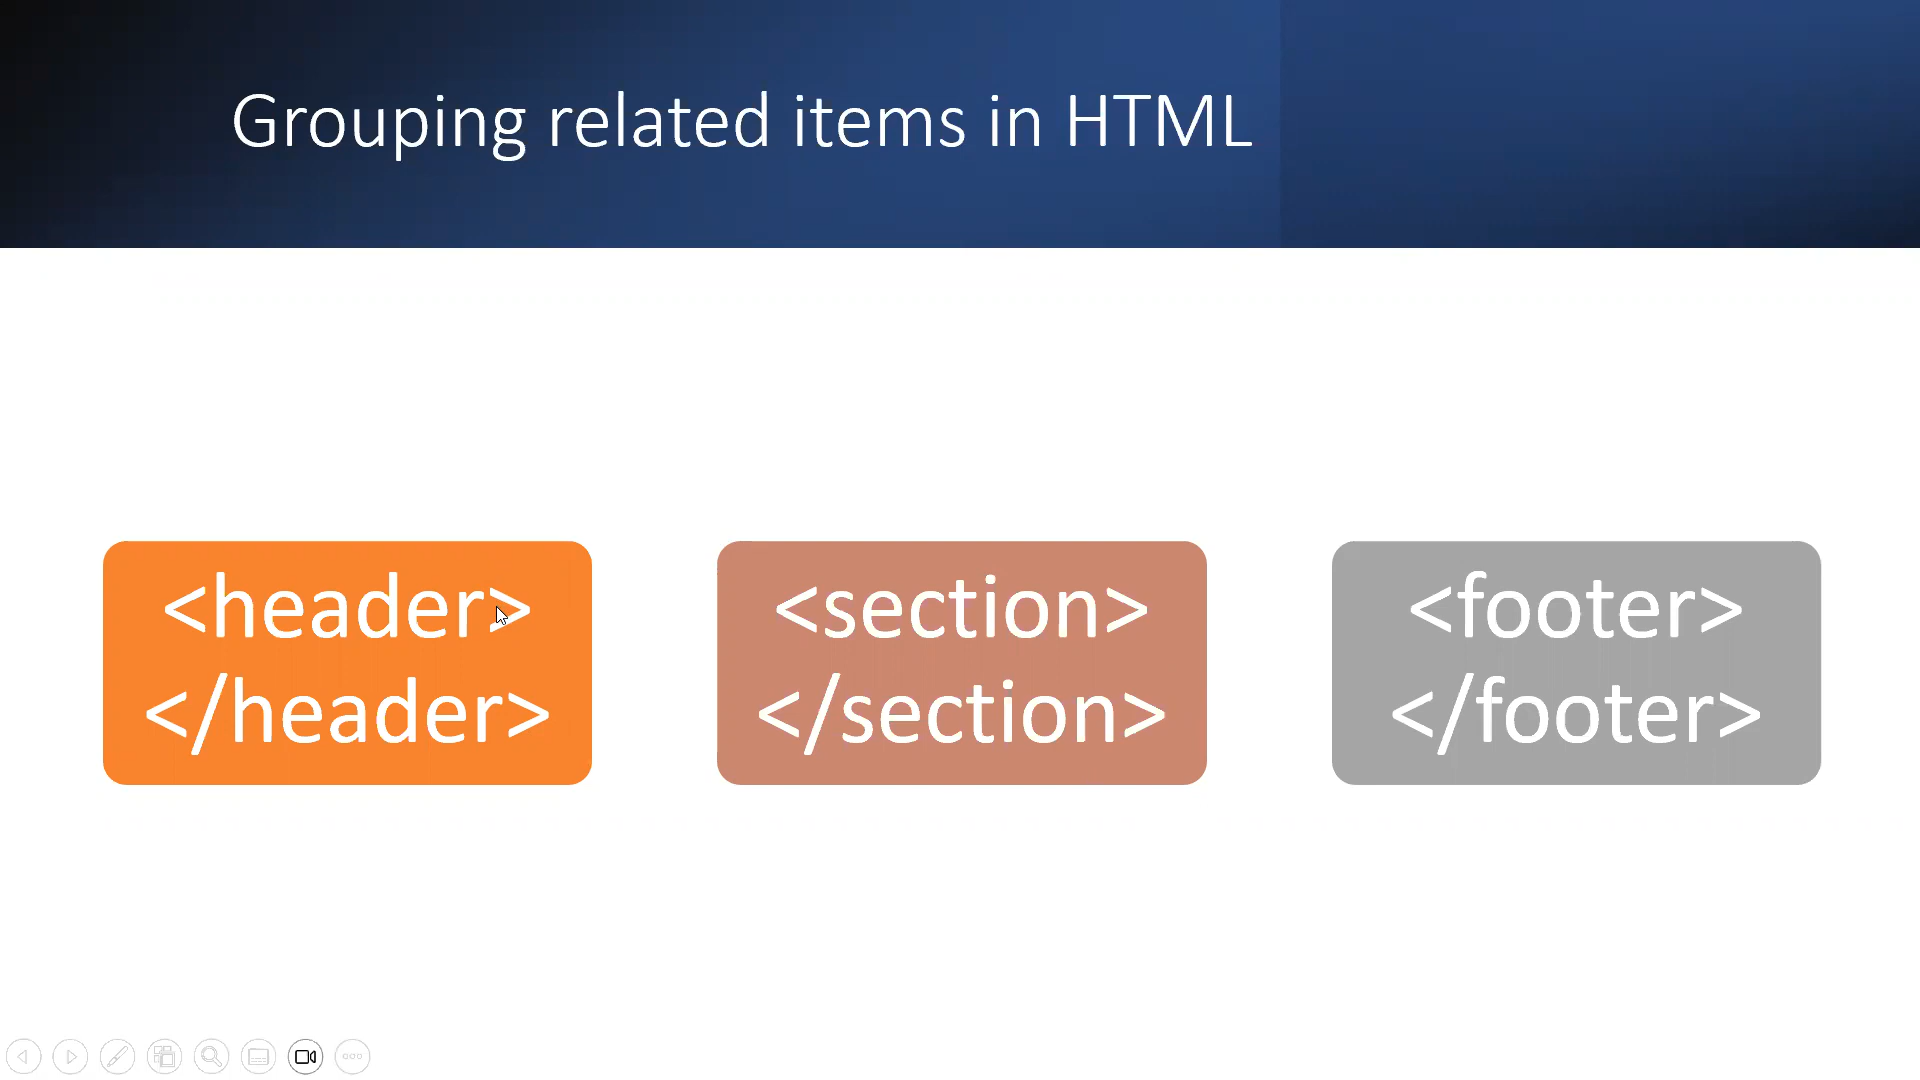 Grouping related items in HTML
<header>
</header>
<section>
</section>
<footer>
</footer>